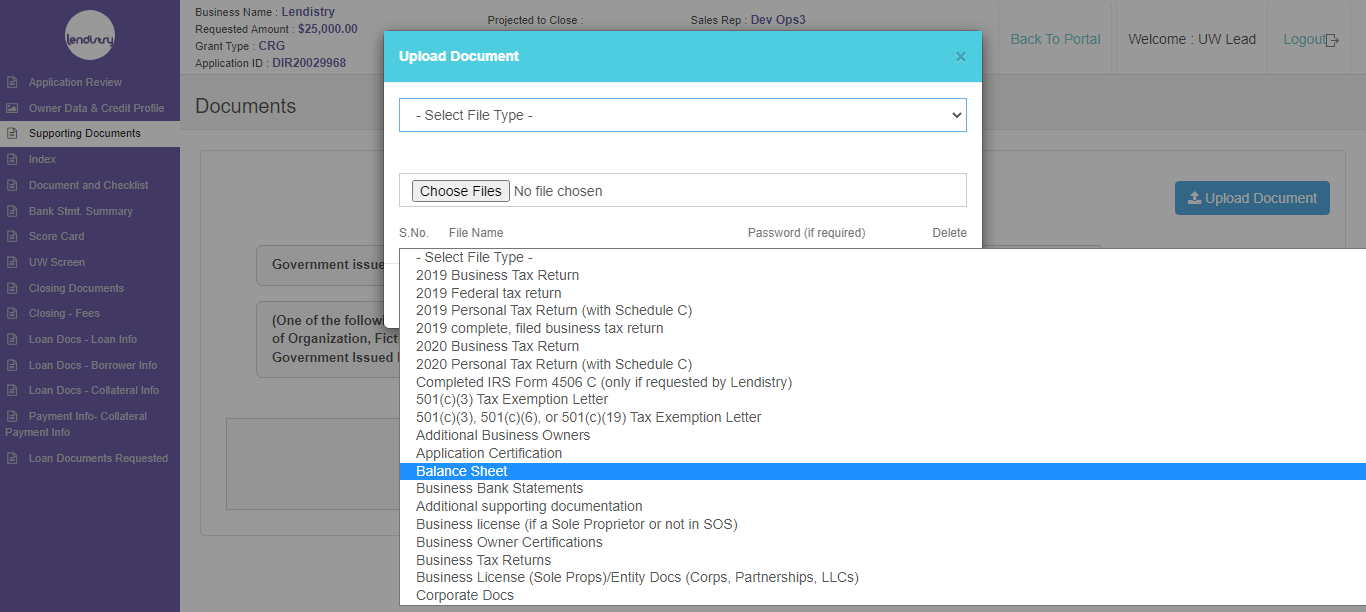 lendistry
Business Name : Lendistry
Requested Amount : $25,000.00
Grant Type : CRG
Application ID : DIR20029968
Projected to Close :
Sales Rep : Dev Ops3
Back To Portal
Welcome : UW Lead
Logout
Application Review
Owner Data & Credit Profile
Supporting Documents
Index
Document and Checklist
Bank Stmt. Summary
Score Card
UW Screen
Closing Documents
Closing - Fees
Loan Docs - Loan Info
Loan Docs - Borrower Info
Loan Docs - Collateral Info
Payment Info- Collateral
Payment Info
Loan Documents Requested
Documents
Upload Document
Government issue
(One of the followi
of Organization, Fict
Government Issued
Upload Document
×
- Select File Type -
Choose Files No file chosen
S.No. File Name Password (if required) Delete
- Select File Type -
2019 Business Tax Return
2019 Federal tax return
2019 Personal Tax Return (with Schedule C)
2019 complete, filed business tax return
2020 Business Tax Return
2020 Personal Tax Return (with Schedule C)
Completed IRS Form 4506 C (only if requested by Lendistry)
501(c)(3) Tax Exemption Letter
501(c)(3), 501(c)(6), or 501(c)(19) Tax Exemption Letter
Additional Business Owners
Application Certification
Balance Sheet
Business Bank Statements
Additional supporting documentation
Business license (if a Sole Proprietor or not in SOS)
Business Owner Certifications
Business Tax Returns
Business License (Sole Props)/Entity Docs (Corps, Partnerships, LLCs)
Corporate Docs